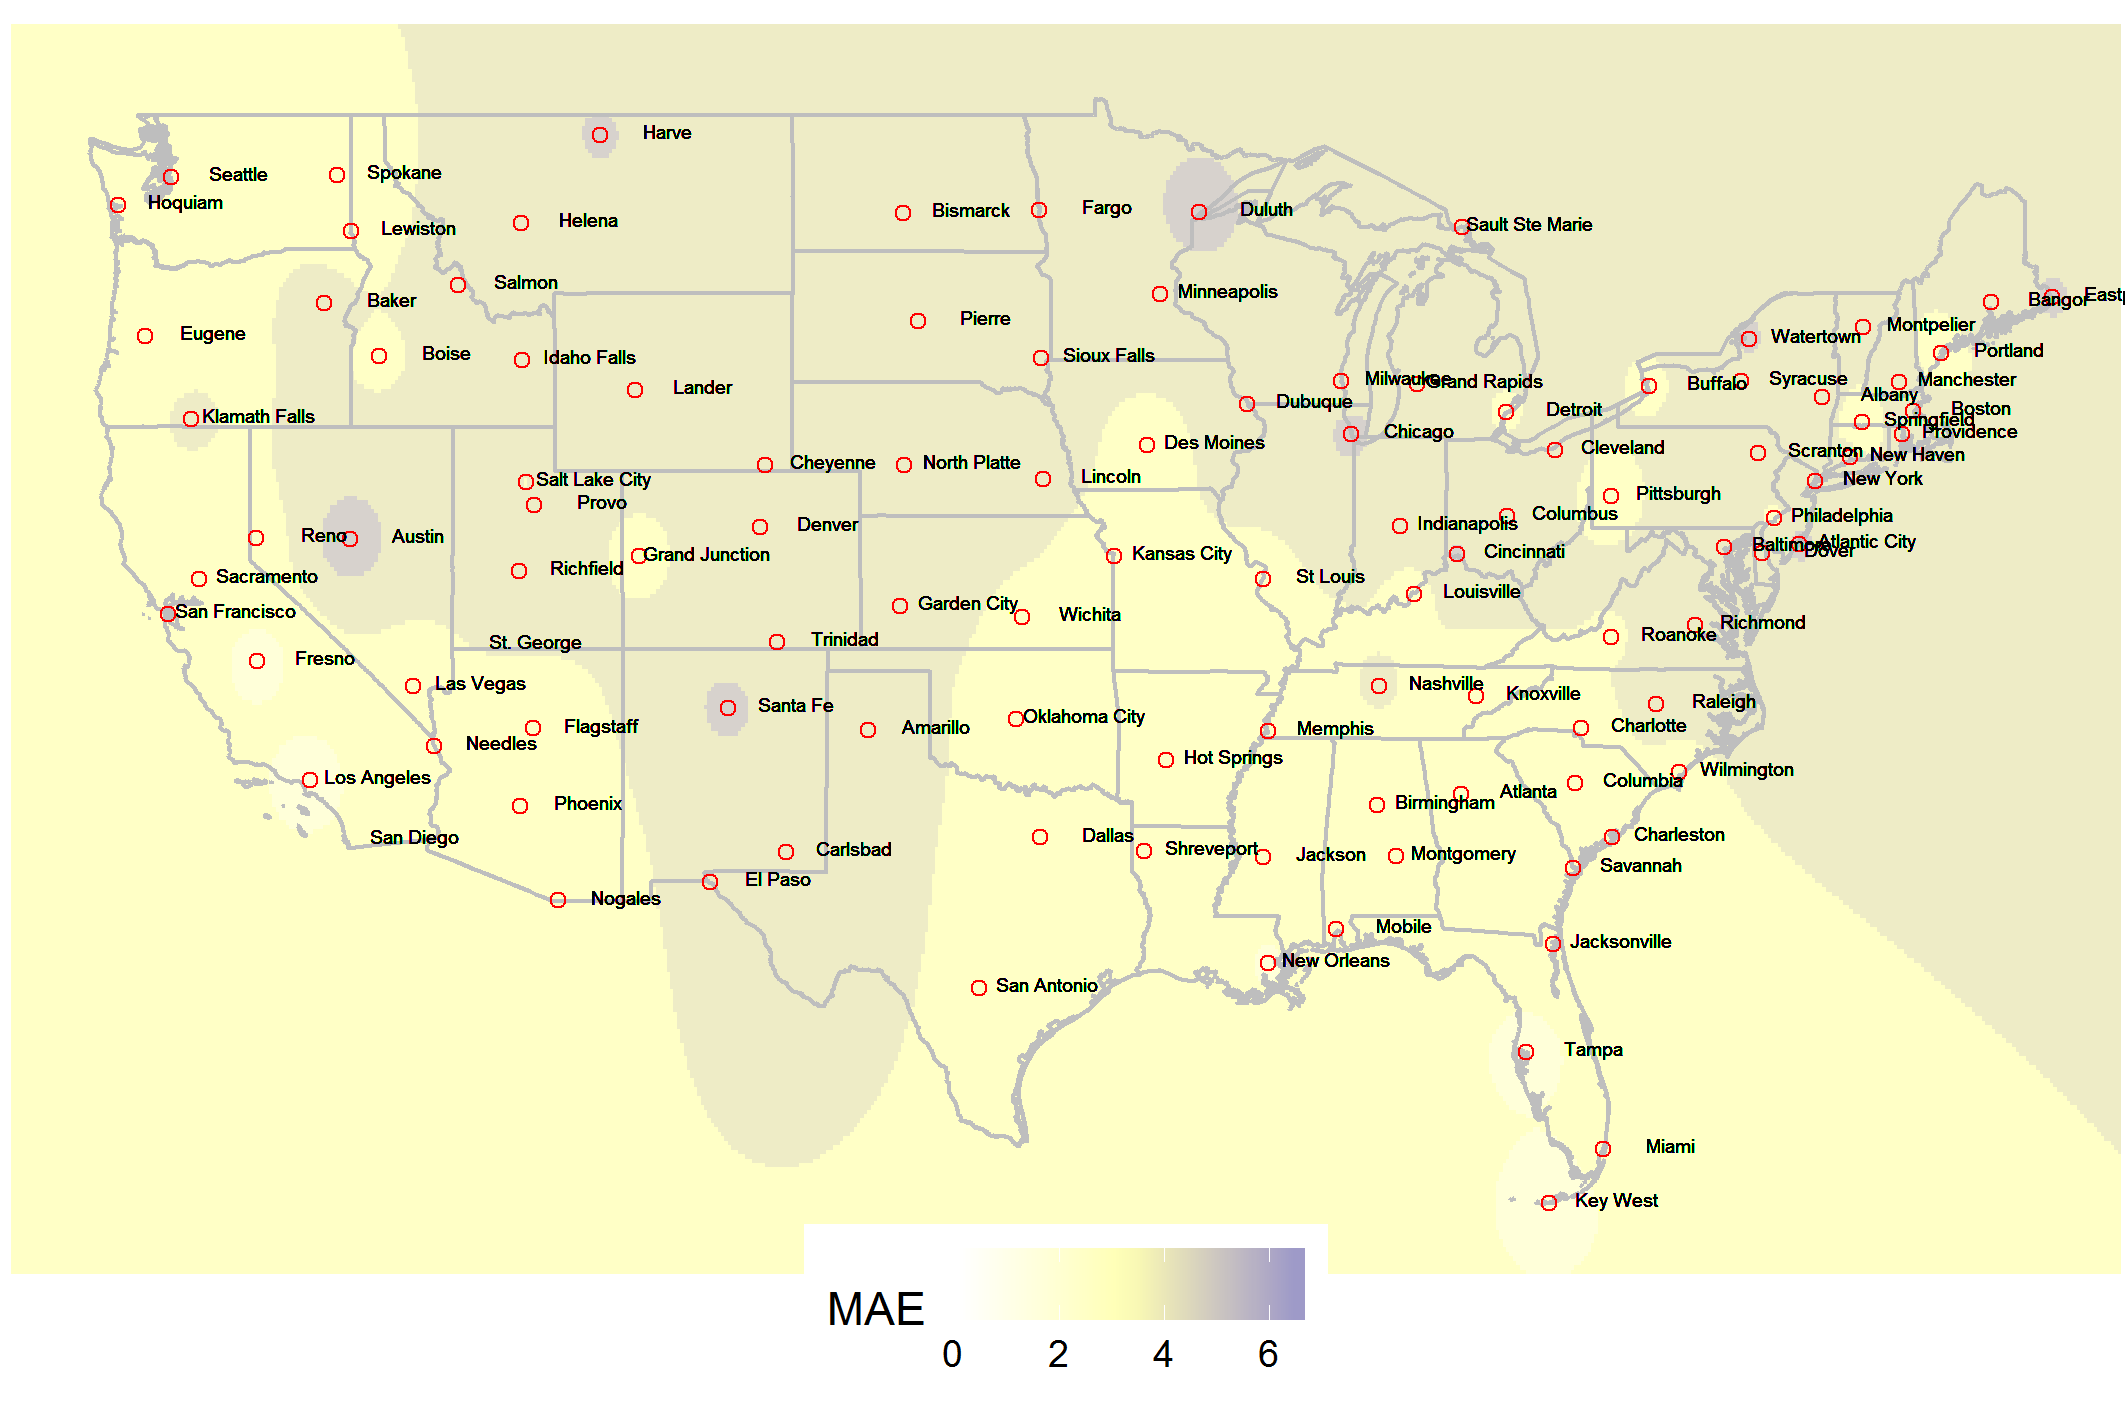 Harve
Seattle
Spokane
Hoquiam
Lewiston
Helena
Bismarck
Fargo
Duluth
Sault Ste Marie
Salmon
Baker
Minneapolis
Bangor
Eastp
Eugene
Boise
Idaho Falls
Pierre
Sioux Falls
Watertown
Montpelier
Portland
Lander
Klamath Falls
Dubuque
Milwaukee
Grand Rapids
Detroit
Buffalo
Syracuse
Manchester
Albany
Boston
Springfield
Providence
Chicago
Des Moines
Cleveland
Scranton
New Haven
Cheyenne
North Platte
Lincoln
Salt Lake City
Provo
New York
Pittsburgh
Columbus
Indianapolis
Philadelphia
Denver
Reno
Austin
Grand Junction
Kansas City
Cincinnati
Baltimore
Atlantic City
Dover
Sacramento
Richfield
St Louis
Louisville
San Francisco
Garden City
Wichita
Richmond
Roanoke
St. George
Trinidad
Fresno
Las Vegas
Nashville
Knoxville
Raleigh
Santa Fe
Flagstaff
Amarillo
Oklahoma City
Memphis
Charlotte
Needles
Hot Springs
Wilmington
Los Angeles
Columbia
Atlanta
Phoenix
Birmingham
San Diego
Dallas
Charleston
Carlsbad
Shreveport
Jackson
Montgomery
Savannah
El Paso
Nogales
Mobile
Jacksonville
New Orleans
San Antonio
Tampa
Miami
Key West
MAE
0 2 4 6